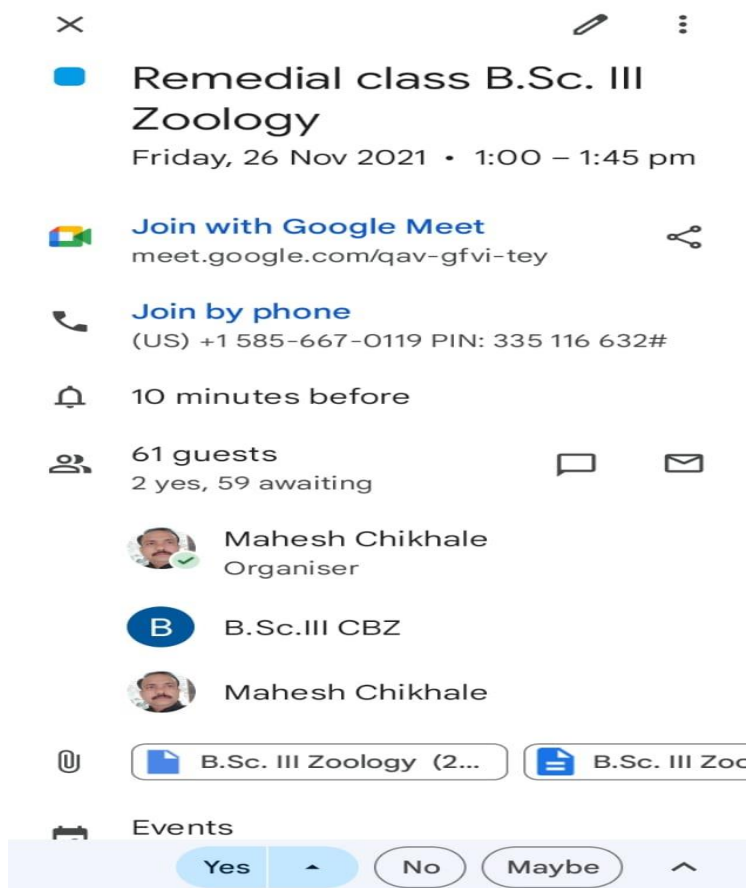 Remedial class B.Sc. III
Zoology
Friday, 26 Nov 2021 • 1:00 – 1:45 pm
Join with Google Meet
meet.google.com/qav-gfvi-tey
Join by phone
(US) +1 585-667-0119 PIN: 335 116 632#
10 minutes before
61 guests
2 yes, 59 awaiting
Mahesh Chikhale
Organiser
B B.Sc.III CBZ
Mahesh Chikhale
B.Sc. III Zoology (2... B.Sc. III Zoo
Events
Yes No Maybe